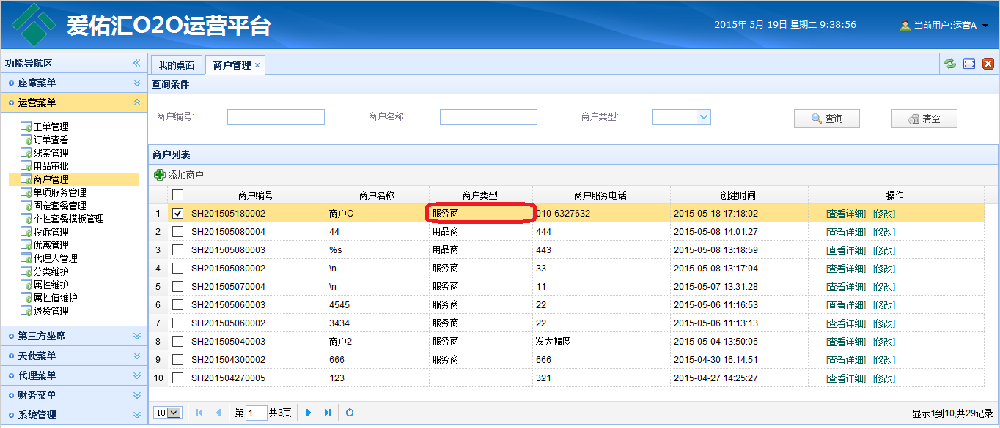 爱佑汇O2O运营平台
2015年 5月 19日 星期二 9:38:56
当前用户:运营A
功能导航区
我的桌面 商户管理
座席菜单
查询条件
运营菜单
商户编号: 商户名称: 商户类型: 查询 清空
工单管理
订单查看
线索管理
用品审批
商户管理
单项服务管理
固定套餐管理
个性套餐模板管理
投诉管理
优惠管理
代理人管理
分类维护
属性维护
属性值维护
退货管理
第三方坐席
天使菜单
代理菜单
财务菜单
系统管理
商户列表
添加商户
商户编号 商户名称 商户类型 商户服务电话 创建时间 操作
1 SH201505180002 商户C 服务商 010-6327632 2015-05-18 17:18:02 [查看详细] [修改]
2 SH201505080004 44 用品商 444 2015-05-08 14:01:27 [查看详细] [修改]
3 SH201505080003 %s 用品商 443 2015-05-08 13:18:59 [查看详细] [修改]
4 SH201505080002 \n 服务商 33 2015-05-08 13:17:04 [查看详细] [修改]
5 SH201505070004 \n 服务商 11 2015-05-07 13:31:28 [查看详细] [修改]
6 SH201505060003 4545 服务商 22 2015-05-06 11:16:53 [查看详细] [修改]
7 SH201505060002 3434 服务商 22 2015-05-06 11:13:13 [查看详细] [修改]
8 SH201505040003 商户2 服务商 发大幅度 2015-05-04 13:50:06 [查看详细] [修改]
9 SH201504300002 666 服务商 666 2015-04-30 16:14:51 [查看详细] [修改]
10 SH201504270005 123 321 2015-04-27 14:25:27 [查看详细] [修改]
10 第 1 共3页
显示1到10,共29记录